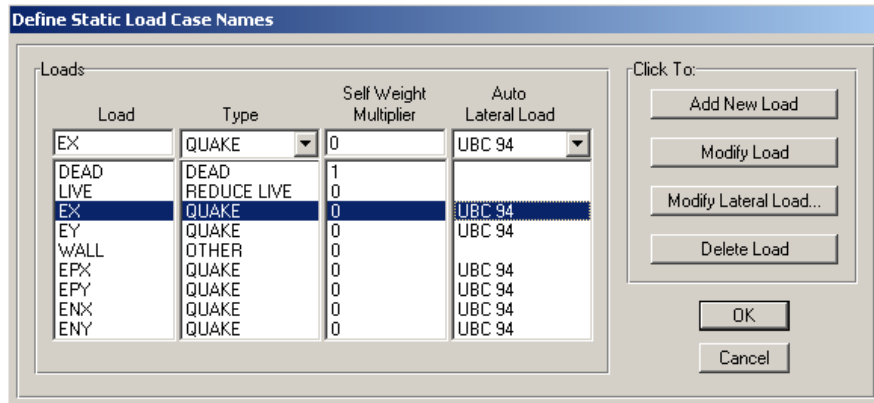 Define Static Load Case Names
Loads
Load Type Self Weight Multiplier Auto Lateral Load
EX QUAKE 0 UBC 94
DEAD DEAD 1
LIVE REDUCE LIVE 0
EX QUAKE 0 UBC 94
EY QUAKE 0 UBC 94
WALL OTHER 0
EPX QUAKE 0 UBC 94
EPY QUAKE 0 UBC 94
ENX QUAKE 0 UBC 94
ENY QUAKE 0 UBC 94
Click To:
Add New Load
Modify Load
Modify Lateral Load...
Delete Load
OK
Cancel